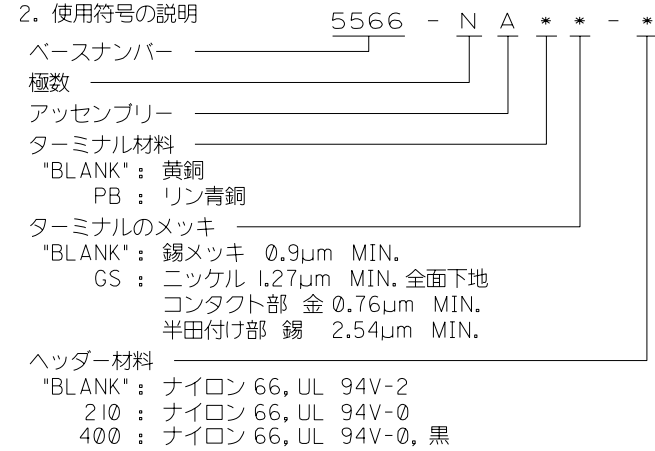 2. 使用符号の説明 5566 - N A * * - *
ベースナンバー
極数
アッセンブリー
ターミナル材料
"BLANK": 黄銅
PB : リン青銅
ターミナルのメッキ
"BLANK": 錫メッキ 0.9μm MIN.
GS : ニッケル 1.27μm MIN. 全面下地
コンタクト部 金 0.76μm MIN.
半田付け部 錫 2.54μm MIN.
ヘッダー材料
"BLANK": ナイロン 66, UL 94V-2
210 : ナイロン 66, UL 94V-0
400 : ナイロン 66, UL 94V-0, 黒